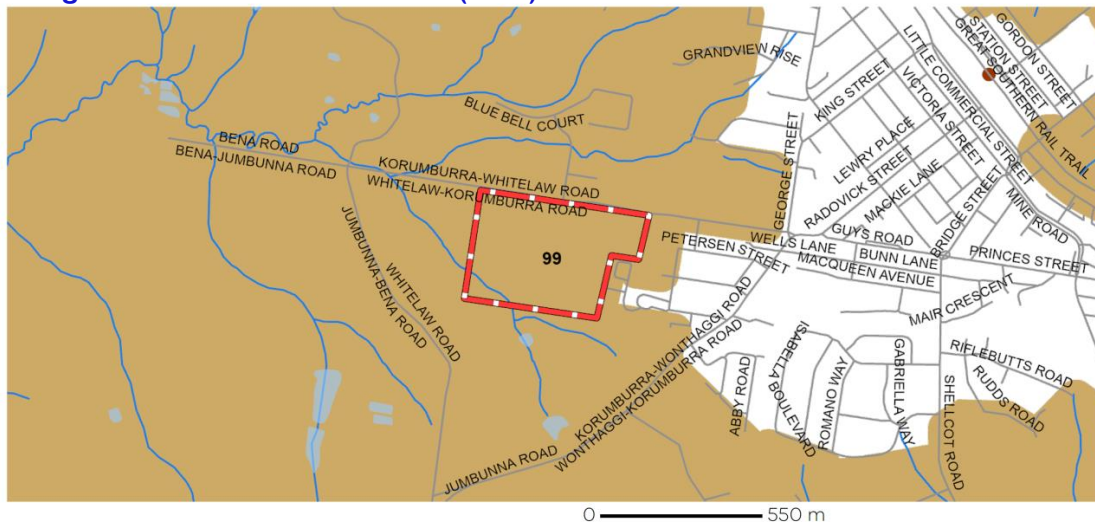 GORDON STREET
STATION STREET
GREAT SOUTHERN RAIL TRAIL
LITTLE COMMERCIAL STREET
GRANDVIEW RISE
KING STREET
VICTORIA STREET
BLUE BELL COURT
LEWRY PLACE
BENA ROAD
BENA-JUMBUNNA ROAD
KORUMBURRA-WHITELAW ROAD
WHITELAW-KORUMBURRA ROAD
GEORGE STREET
RADOVICK STREET
MACKIE LANE
BRIDGE STREET
MINE ROAD
GUYS ROAD
WELLS LANE
PETERSEN STREET
BUNN LANE
PRINCES STREET
MACQUEEN AVENUE
99
JUMBUNNA-BENA ROAD
WHITELAW ROAD
MAIR CRESCENT
KORUMBURRA-WONTHAGGI ROAD
WONTHAGGI-KORUMBURRA ROAD
ABBY ROAD
ISABELLA BOULEVARD
ROMANO WAY
GABRIELLA WAY
SHELLCOT ROAD
RIFLEBUTTS ROAD
RUDDS ROAD
JUMBUNNA ROAD
0 550 m